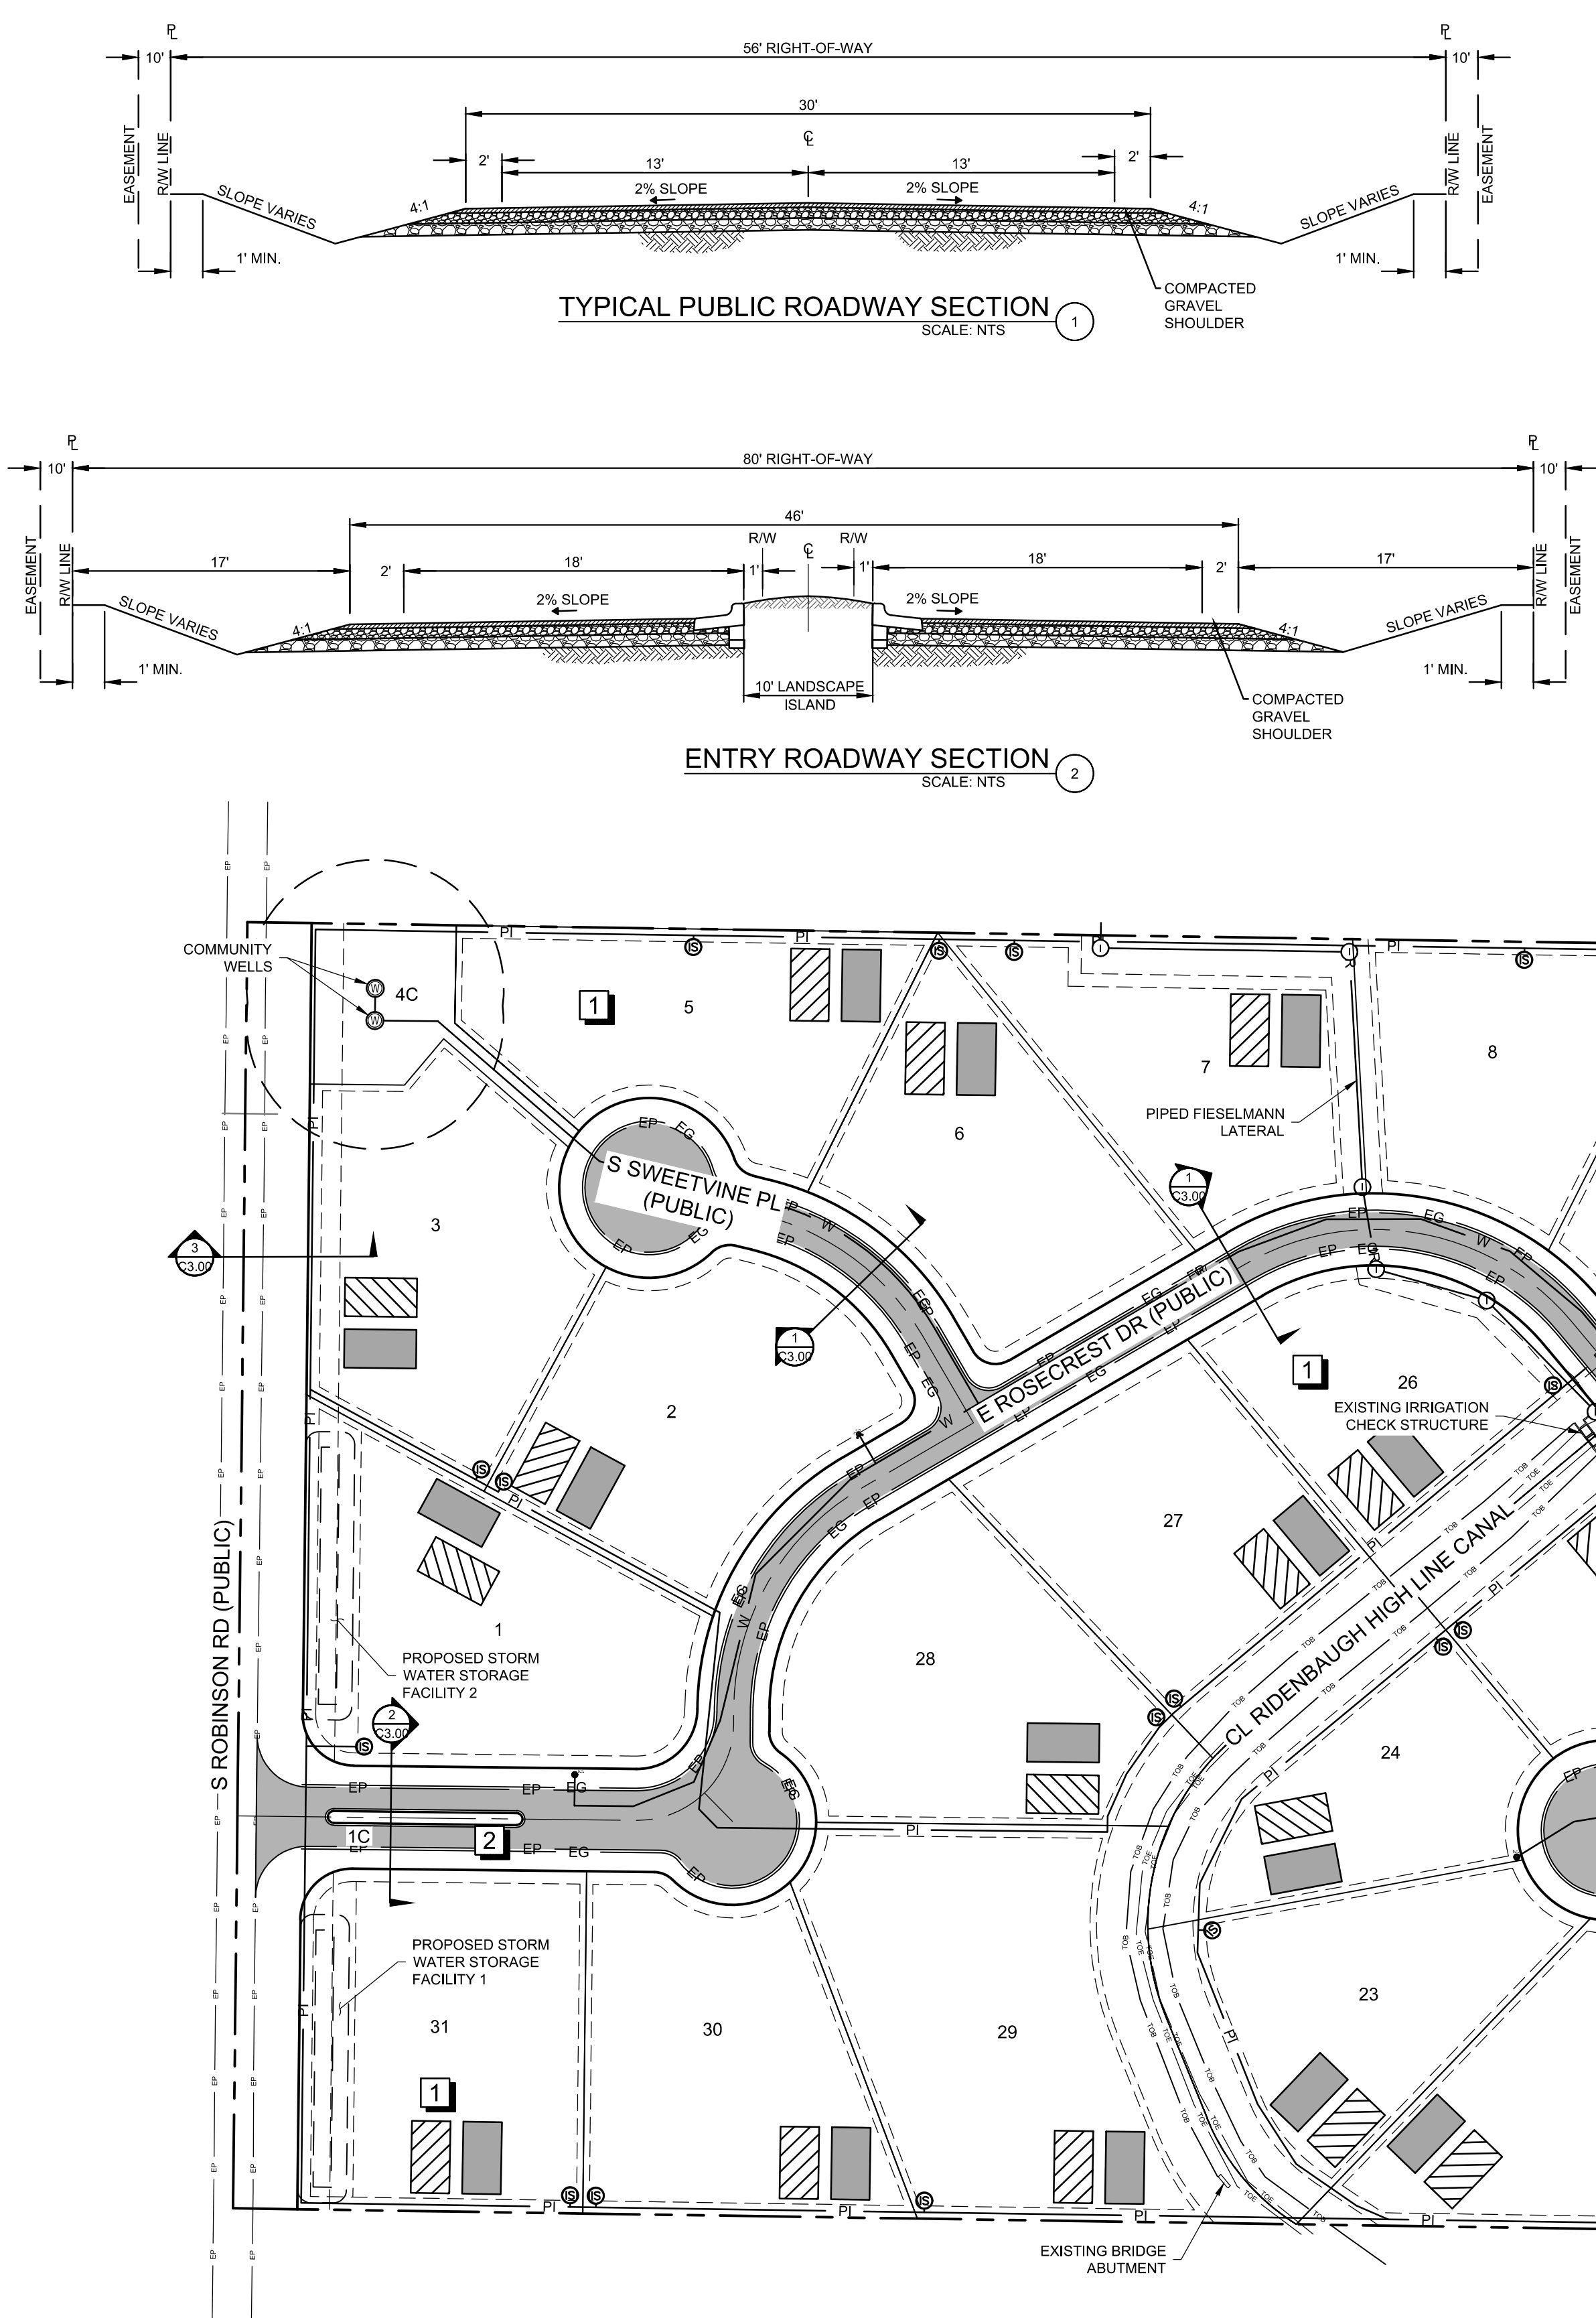 ℄ ℄
56' RIGHT-OF-WAY
10' 10'
30'
℄
2' 13' 13' 2'
EASEMENT
R/W LINE
SLOPE VARIES
4:1
2% SLOPE
2% SLOPE
4:1
SLOPE VARIES
R/W LINE
EASEMENT
1' MIN.
1' MIN.
COMPACTED
GRAVEL
SHOULDER
TYPICAL PUBLIC ROADWAY SECTION
SCALE: NTS
1
80' RIGHT-OF-WAY
10' 10'
46'
R/W ℄ R/W
17' 2' 18' 1' 1' 18' 2' 17'
EASEMENT
R/W LINE
SLOPE VARIES
4:1
2% SLOPE
2% SLOPE
4:1
SLOPE VARIES
R/W LINE
EASEMENT
1' MIN.
1' MIN.
10' LANDSCAPE
ISLAND
COMPACTED
GRAVEL
SHOULDER
ENTRY ROADWAY SECTION
SCALE: NTS
2
COMMUNITY
WELLS
W
W
4C
1
5
6
7
8
PIPED FIESELMANN
LATERAL
S SWEETVINE PL
(PUBLIC)
3
3
C3.00
1
C3.00
1
C3.00
E ROSECREST DR (PUBLIC)
2
1
26
EXISTING IRRIGATION
CHECK STRUCTURE
27
CL RIDENBAUGH HIGH LINE CANAL
S ROBINSON RD (PUBLIC)
1
PROPOSED STORM
WATER STORAGE
FACILITY 2
28
24
2
C3.00
1C
2
PROPOSED STORM
WATER STORAGE
FACILITY 1
31
30
29
23
1
EXISTING BRIDGE
ABUTMENT